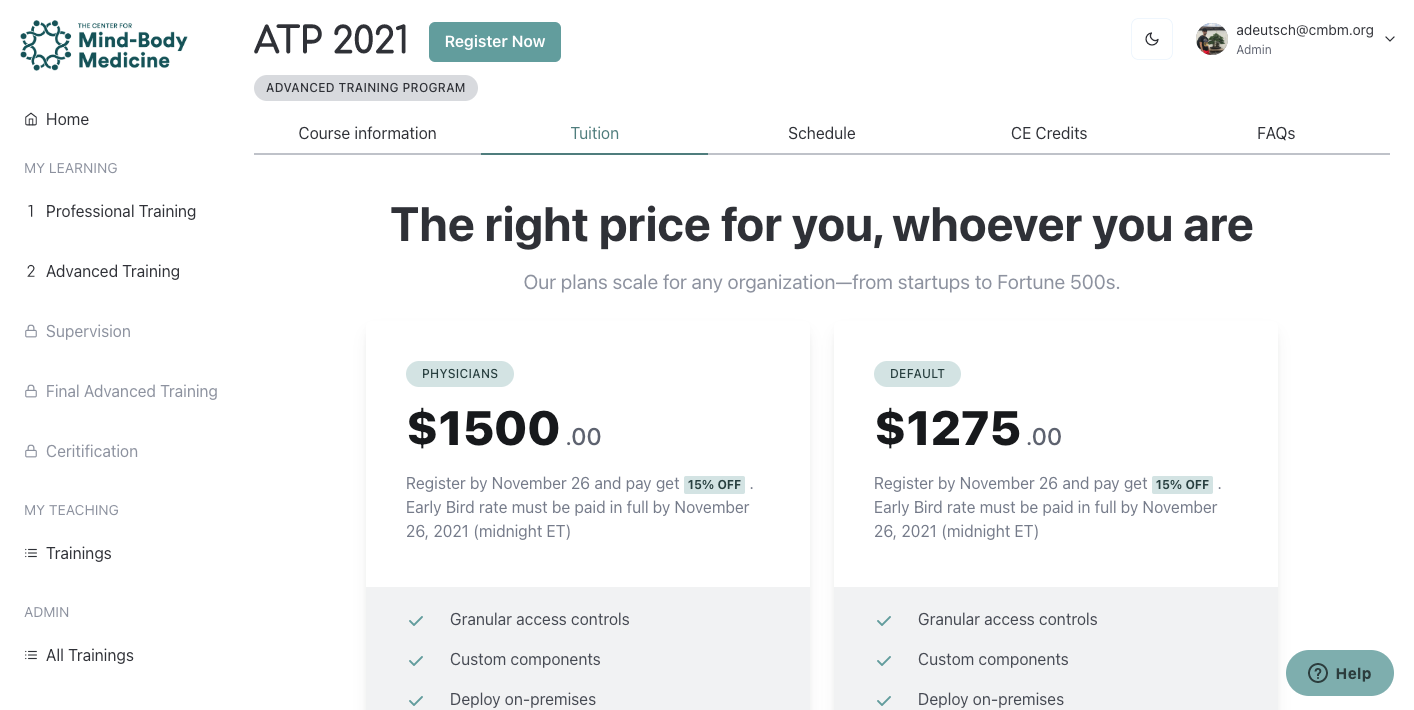 THE CENTER FOR
Mind-Body
Medicine
ATP 2021
Register Now
adeutsch@cmbm.org
Admin
ADVANCED TRAINING PROGRAM
Home
MY LEARNING
1 Professional Training
2 Advanced Training
Supervision
Final Advanced Training
Ceritification
MY TEACHING
Trainings
ADMIN
All Trainings
Course information
Tuition
Schedule
CE Credits
FAQs
The right price for you, whoever you are
Our plans scale for any organization—from startups to Fortune 500s.
PHYSICIANS
$1500 .00
Register by November 26 and pay get 15% OFF .
Early Bird rate must be paid in full by November
26, 2021 (midnight ET)
Granular access controls
Custom components
Deploy on-premises
DEFAULT
$1275 .00
Register by November 26 and pay get 15% OFF .
Early Bird rate must be paid in full by November
26, 2021 (midnight ET)
Granular access controls
Custom components
Deploy on-premises
Help